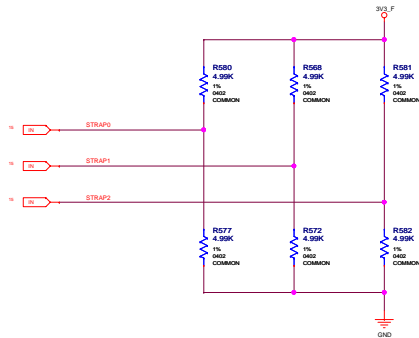 3V3_F
R580
4.99K
1%
0402
COMMON
R568
4.99K
1%
0402
COMMON
R581
4.99K
1%
0402
COMMON
IN
STRAP0
IN
STRAP1
IN
STRAP2
R577
4.99K
1%
0402
COMMON
R572
4.99K
1%
0402
COMMON
R582
4.99K
1%
0402
COMMON
GND